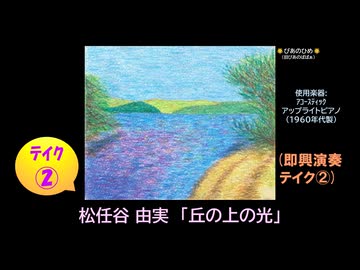 🌟ぴあのひめ🌟
(旧ぴあのばばぁ)
使用楽器:
ｱｺｰｽﾃｨｯｸ
アップライトピアノ
(1960年代製)
テイク
②
(即興演奏
テイク②)
松任谷 由実 「丘の上の光」